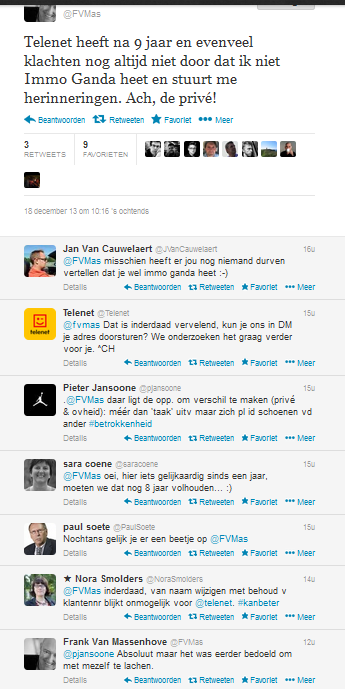 @FVMas
Telenet heeft na 9 jaar en evenveel
klachten nog altijd niet door dat ik niet
Immo Ganda heet en stuurt me
herinneringen. Ach, de privé!
Beantwoorden Retweeten Favoriet Meer
3 9
RETWEETS FAVORIETEN
18 december 13 om 10:16 's ochtends
Jan Van Cauwelaert @JVanCauwelaert 16u
@FVMas misschien heeft er jou nog niemand durven
vertellen dat je wel immo ganda heet :-)
Details Beantwoorden Retweeten Favoriet Meer
Telenet @Telenet 15u
@fvmas Dat is inderdaad vervelend, kun je ons in DM
je adres doorsturen? We onderzoeken het graag verder
voor je. ^CH
Details Beantwoorden Retweeten Favoriet Meer
telenet
Pieter Jansoone @pjansoone 15u
.@FVMas daar ligt de opp. om verschil te maken (privé
& ovheid): méér dan 'taak' uitv maar zich pl id schoenen vd
ander #betrokkenheid
Details Beantwoorden Retweeten Favoriet Meer
sara coene @saracoene 15u
@FVMas oei, hier iets gelijkaardig sinds een jaar,
moeten we dat nog 8 jaar volhouden... :)
Details Beantwoorden Retweeten Favoriet Meer
paul soete @PaulSoete 15u
Nochtans gelijk je er een beetje op @FVMas
Details Beantwoorden Retweeten Favoriet Meer
★ Nora Smolders @NoraSmolders 14u
@FVMas inderdaad, van naam wijzigen met behoud v
klantennr blijkt onmogelijk voor @telenet. #kanbeter
Details Beantwoorden Retweeten Favoriet Meer
Frank Van Massenhove @FVMas 12u
@pjansoone Absoluut maar het was eerder bedoeld om
met mezelf te lachen.
Details Beantwoorden Retweeten Favoriet Meer